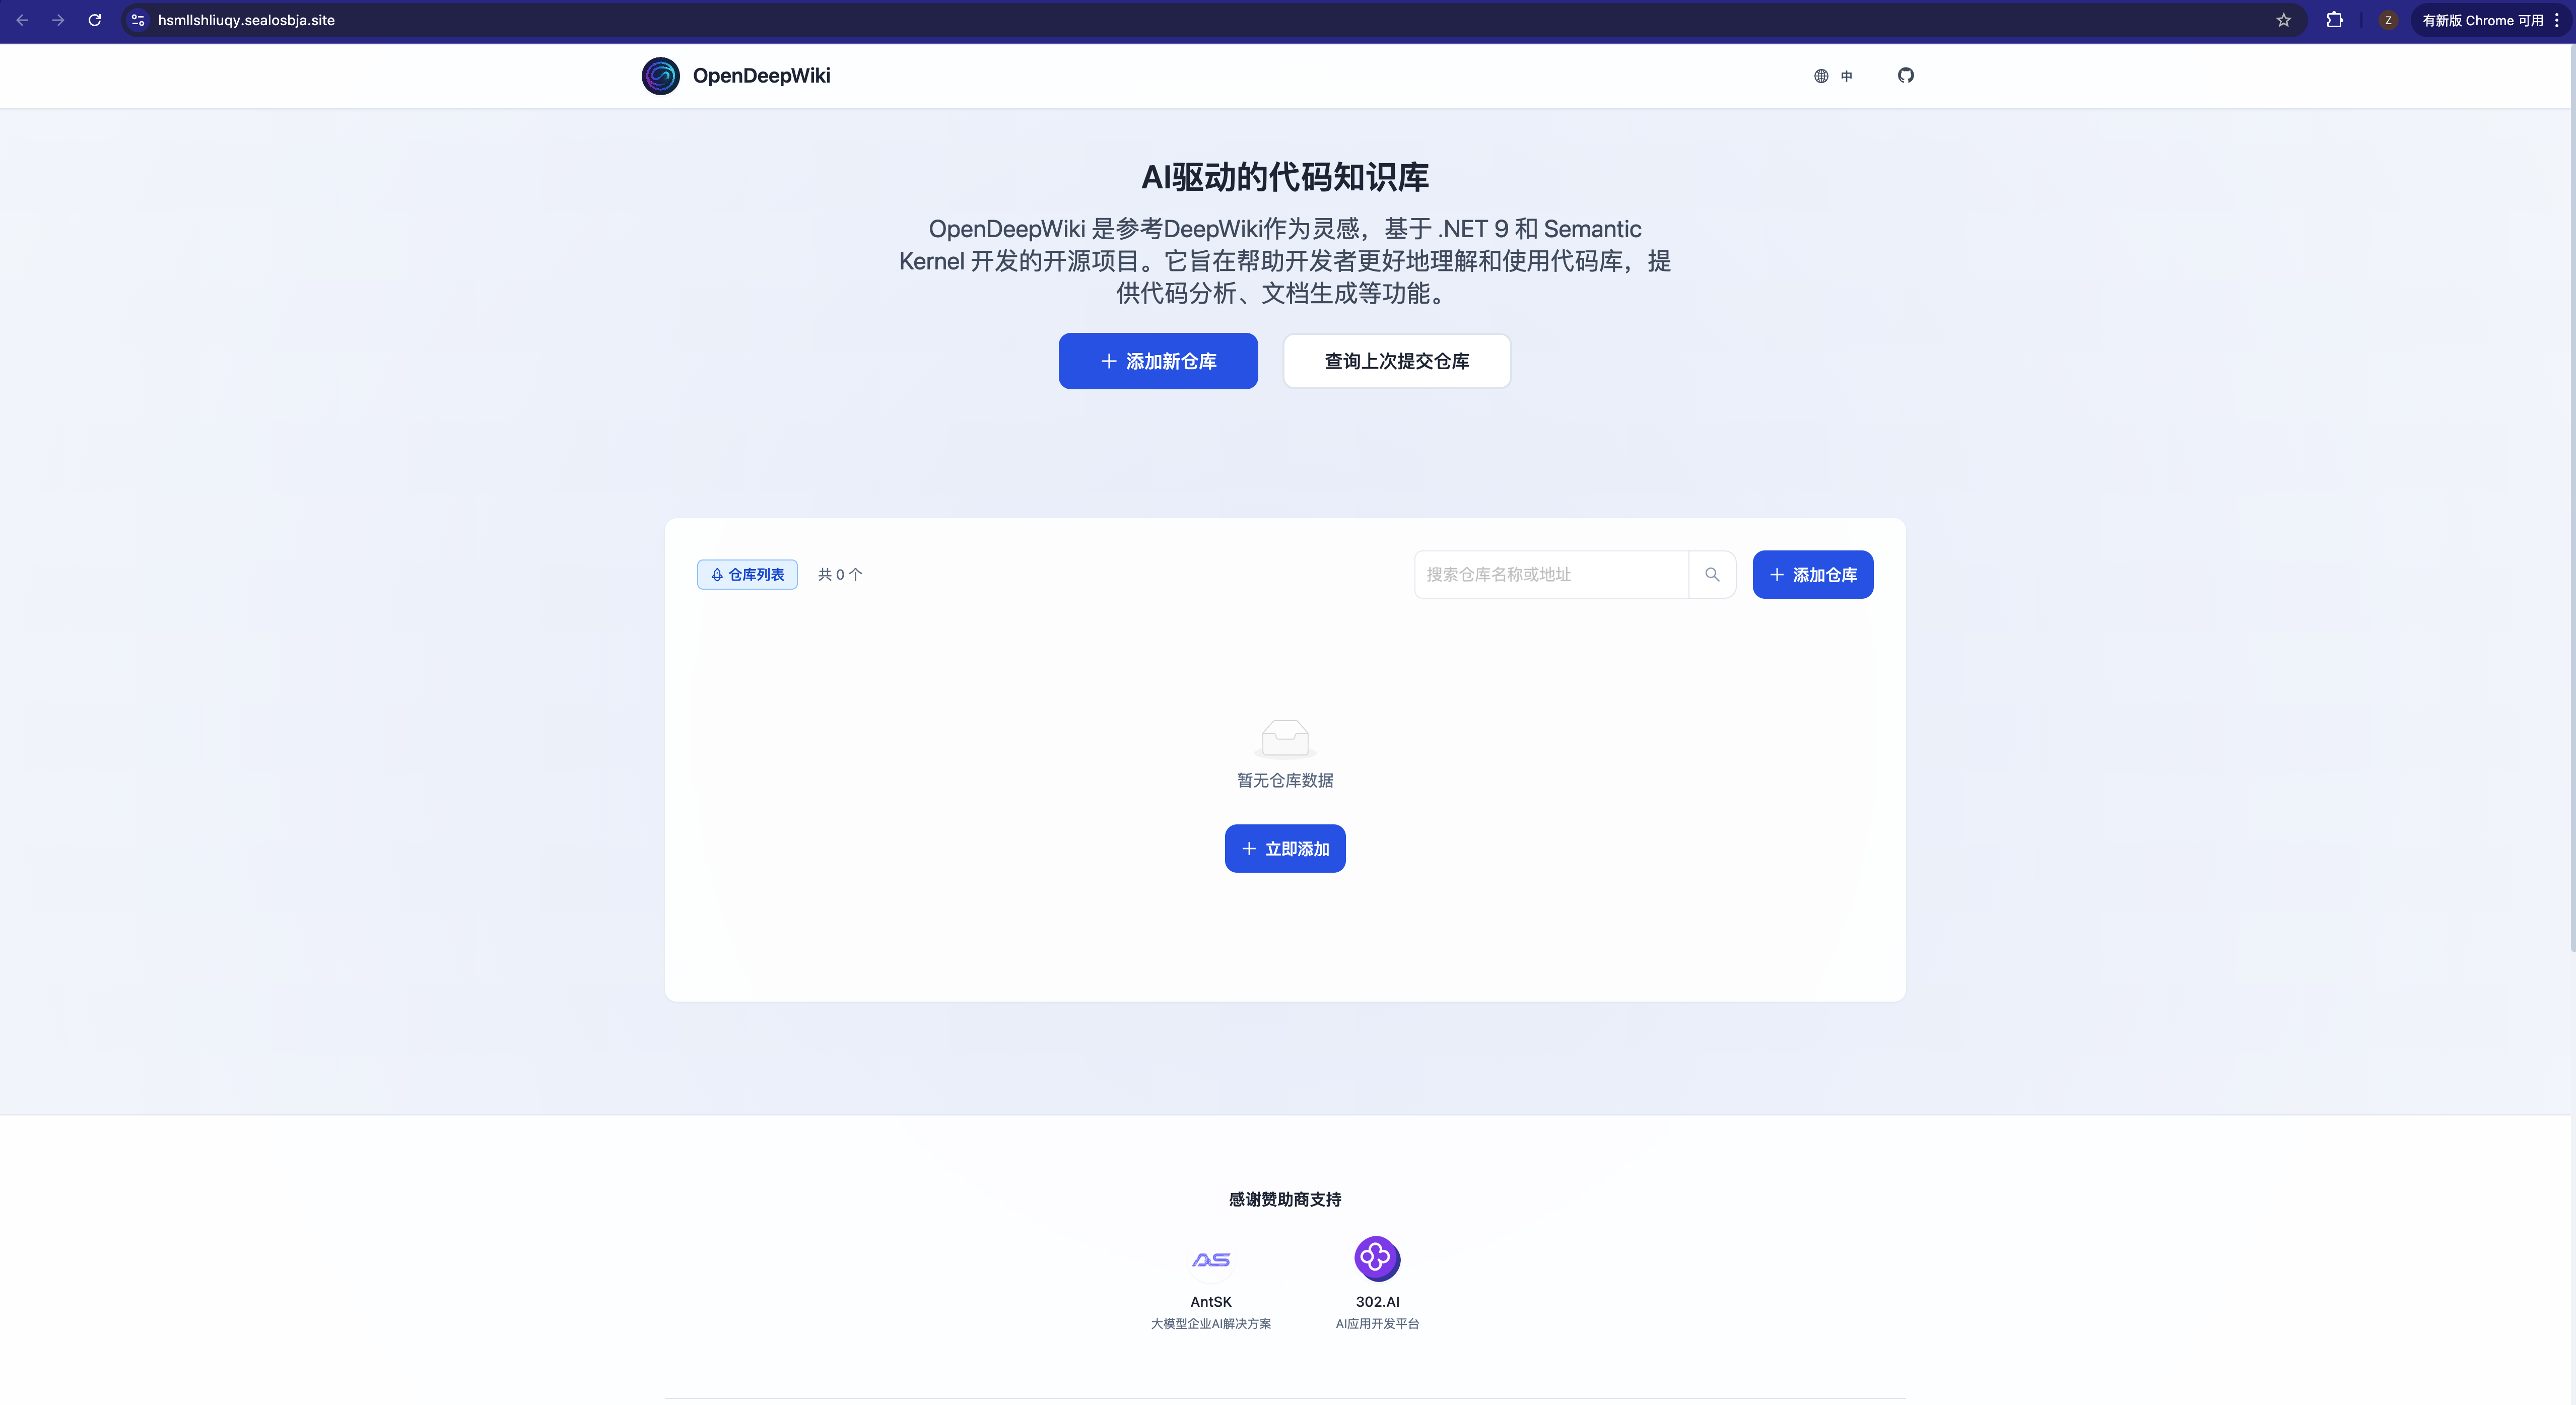 hsmllshliuqy.sealosbja.site
Z
有新版 Chrome 可用
OpenDeepWiki
中
AI驱动的代码知识库
OpenDeepWiki 是参考DeepWiki作为灵感，基于 .NET 9 和 Semantic
Kernel 开发的开源项目。它旨在帮助开发者更好地理解和使用代码库，提
供代码分析、文档生成等功能。
添加新仓库
查询上次提交仓库
仓库列表
共 0 个
搜索仓库名称或地址
添加仓库
暂无仓库数据
立即添加
感谢赞助商支持
AS
AntSK
302.AI
大模型企业AI解决方案
AI应用开发平台